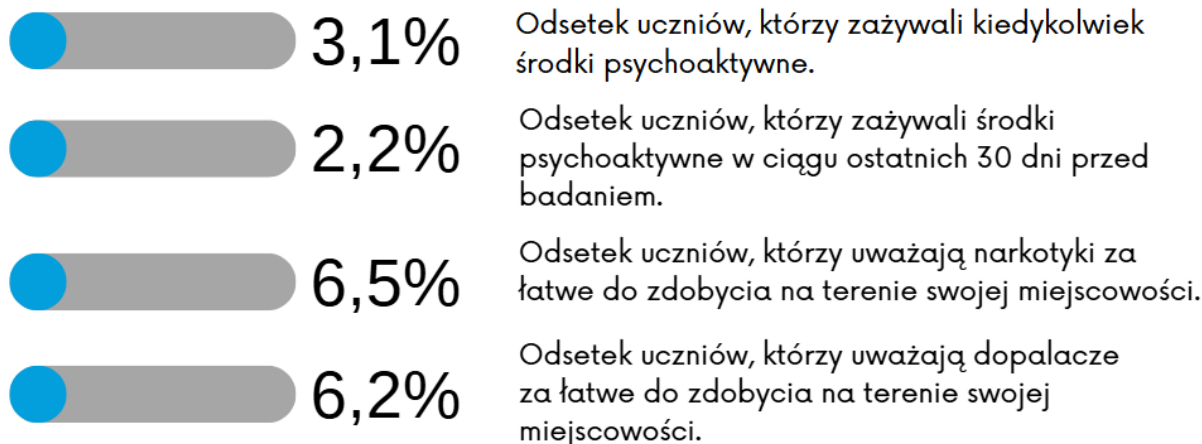 3,1%
Odsetek uczniów, którzy zażywali kiedykolwiek
środki psychoaktywne.
2,2%
Odsetek uczniów, którzy zażywali środki
psychoaktywne w ciągu ostatnich 30 dni przed
badaniem.
6,5%
Odsetek uczniów, którzy uważają narkotyki za
łatwe do zdobycia na terenie swojej miejscowości.
6,2%
Odsetek uczniów, którzy uważają dopalacze
za łatwe do zdobycia na terenie swojej
miejscowości.